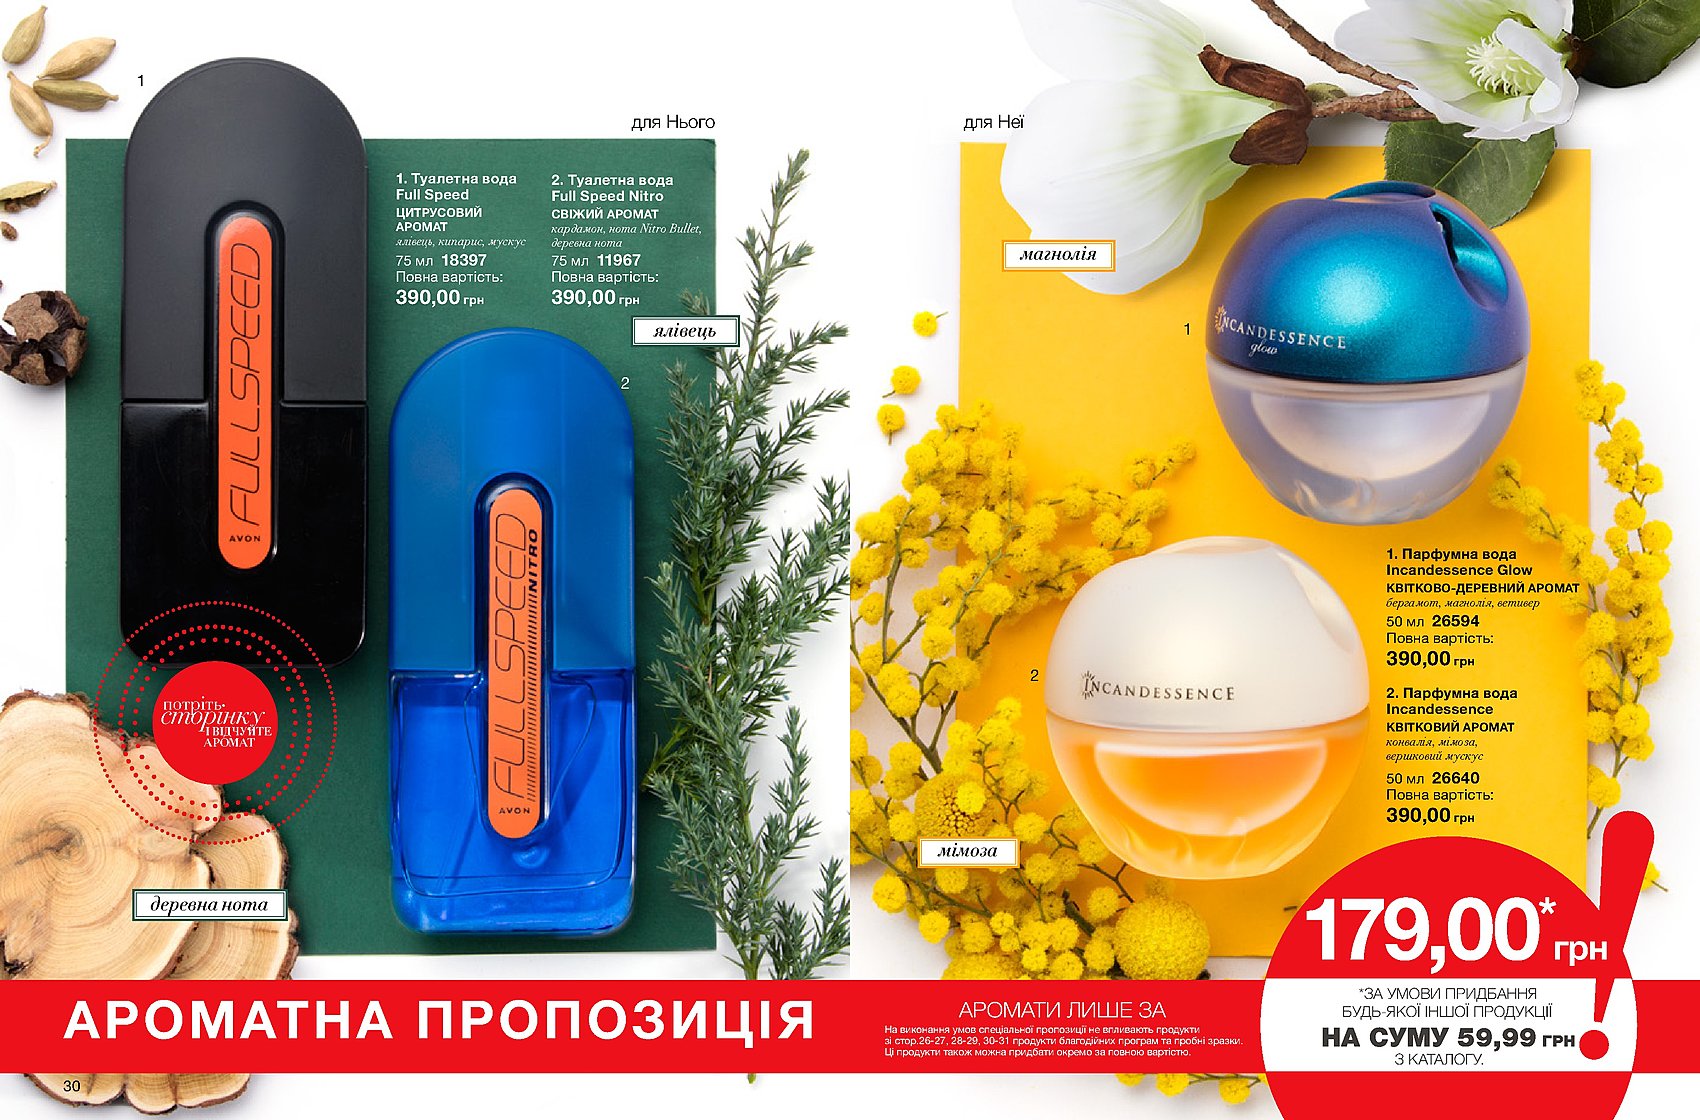 1
для Нього
1. Туалетна вода
Full Speed
ЦИТРУСОВИЙ
АРОМАТ
ялівець, кипарис, мускус
75 мл 18397
Повна вартість:
390,00 грн
2. Туалетна вода
Full Speed Nitro
СВІЖИЙ АРОМАТ
кардамон, нота Nitro Bullet,
деревна нота
75 мл 11967
Повна вартість:
390,00 грн
ялівець
2
FULL SPEED
AVON
FULL SPEED
NITRO
AVON
ПОТРІТЬ
сторінку
І ВІДЧУЙТЕ
АРОМАТ
деревна нота
для Неї
магнолія
1
INCANDESSENCE
glow
1. Парфумна вода
Incandessence Glow
КВІТКОВО-ДЕРЕВНИЙ АРОМАТ
бергамот, магнолія, ветивер
50 мл 26594
Повна вартість:
390,00 грн
2
INCANDESSENCE
2. Парфумна вода
Incandessence
КВІТКОВИЙ АРОМАТ
конвалія, мімоза,
вершковий мускус
50 мл 26640
Повна вартість:
390,00 грн
мімоза
АРОМАТНА ПРОПОЗИЦІЯ
АРОМАТИ ЛИШЕ ЗА
На виконання умов спеціальної пропозиції не впливають продукти
зі стор.26-27, 28-29, 30-31 продукти благодійних програм та пробні зразки.
Ці продукти також можна придбати окремо за повною вартістю.
179,00* грн!
*ЗА УМОВИ ПРИДБАННЯ
БУДЬ-ЯКОЇ ІНШОЇ ПРОДУКЦІЇ
НА СУМУ 59,99 ГРН
З КАТАЛОГУ.
30